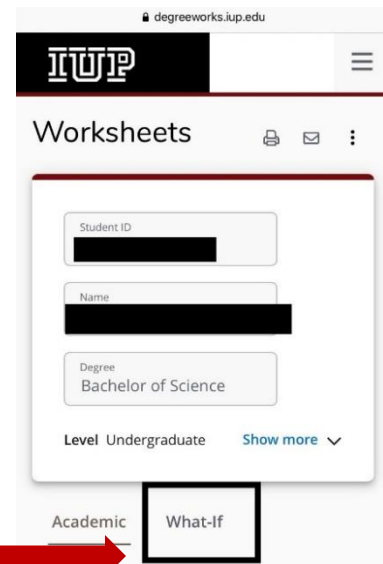 degreeworks.iup.edu
IUP
Worksheets
Student ID
Name
Degree
Bachelor of Science
Level Undergraduate Show more
Academic What-If